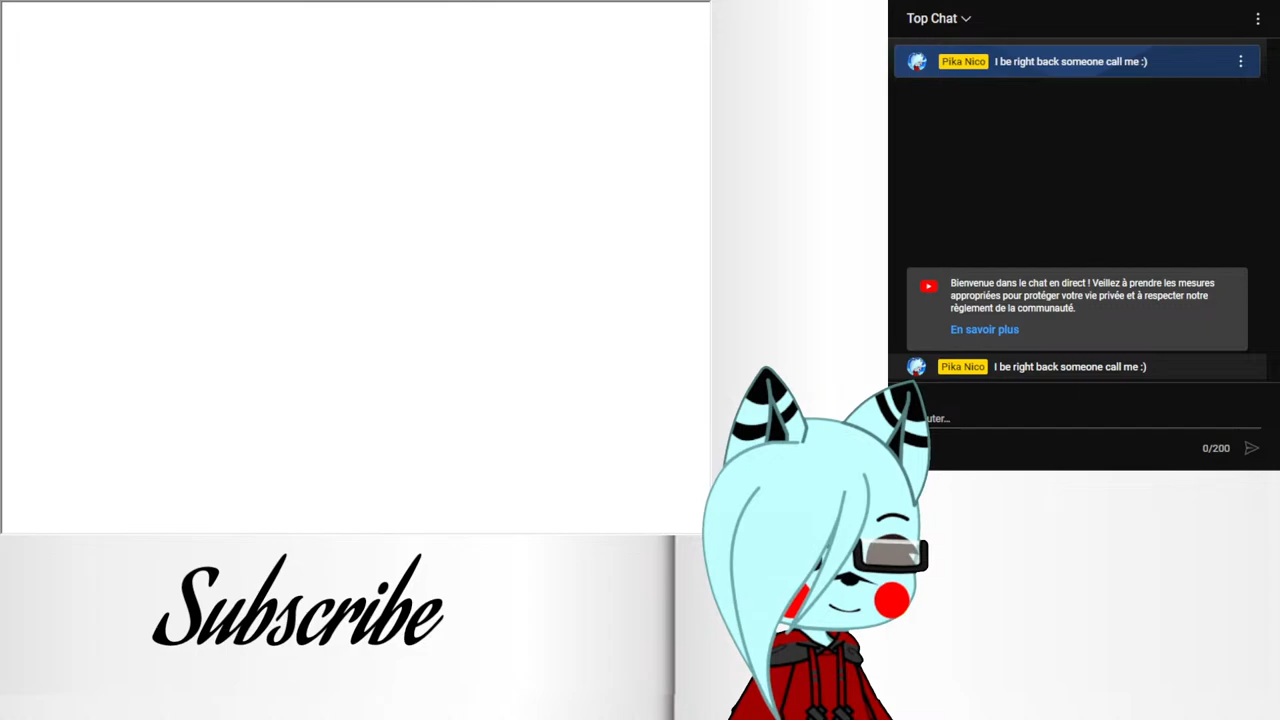 Top Chat
Pika Nico I be right back someone call me :)
Bienvenue dans le chat en direct ! Veillez à prendre les mesures
appropriées pour protéger votre vie privée et à respecter notre
règlement de la communauté.
En savoir plus
Pika Nico I be right back someone call me :)
uter...
0/200
Subscribe